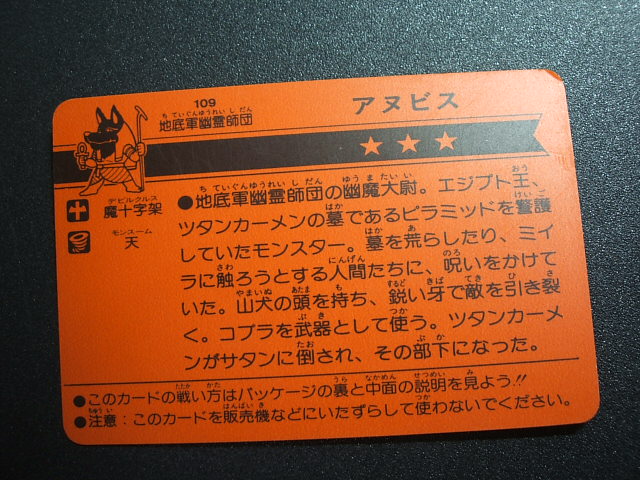 109
地底軍幽霊師団
アヌビス
魔十字架
デビルクルス
天
モンスーム
●地底軍幽霊師団の幽魔大尉。エジプト王、
ツタンカーメンの墓であるピラミッドを警護
していたモンスター。墓を荒らしたり、ミイ
ラに触ろうとする人間たちに、呪いをかけて
いた。山犬の頭を持ち、鋭い牙で敵を引き裂
く。コブラを武器として使う。ツタンカーメ
ンがサタンに倒され、その部下になった。
●このカードの戦い方はパッケージの裏と中面の説明を見よう!!
●注意：このカードを販売機などにいたずらして使わないでください。